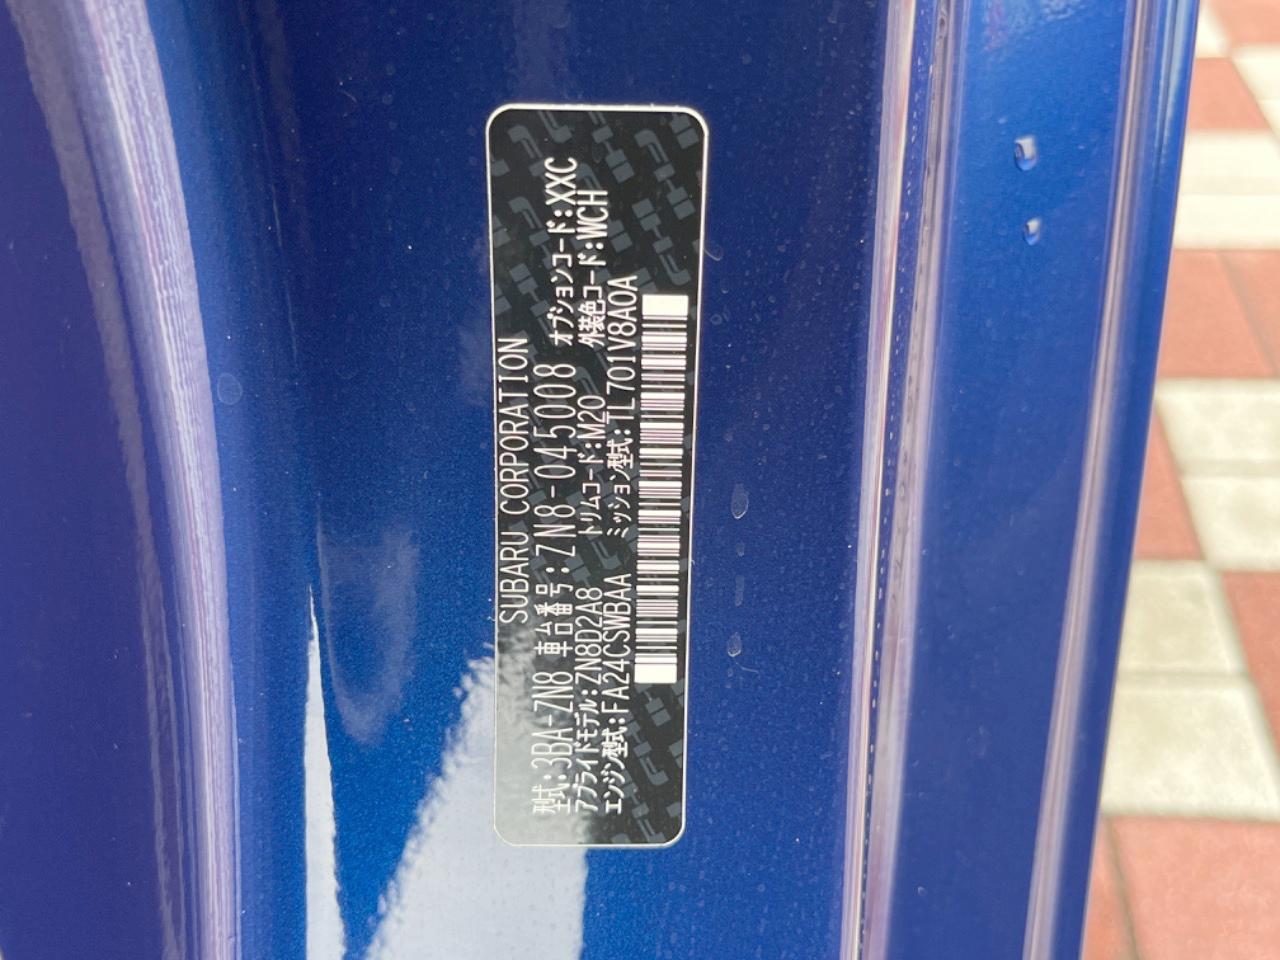 SUBARU CORPORATION
型式:3BA-ZN8 車台番号:ZN8-045008 オプションコード:XXC
アプライドモデル:ZN8D2A8 トリムコード:M20 外装色コード:WCH
エンジン型式:FA24CSWBAA ミッション型式:TL701V8A0A